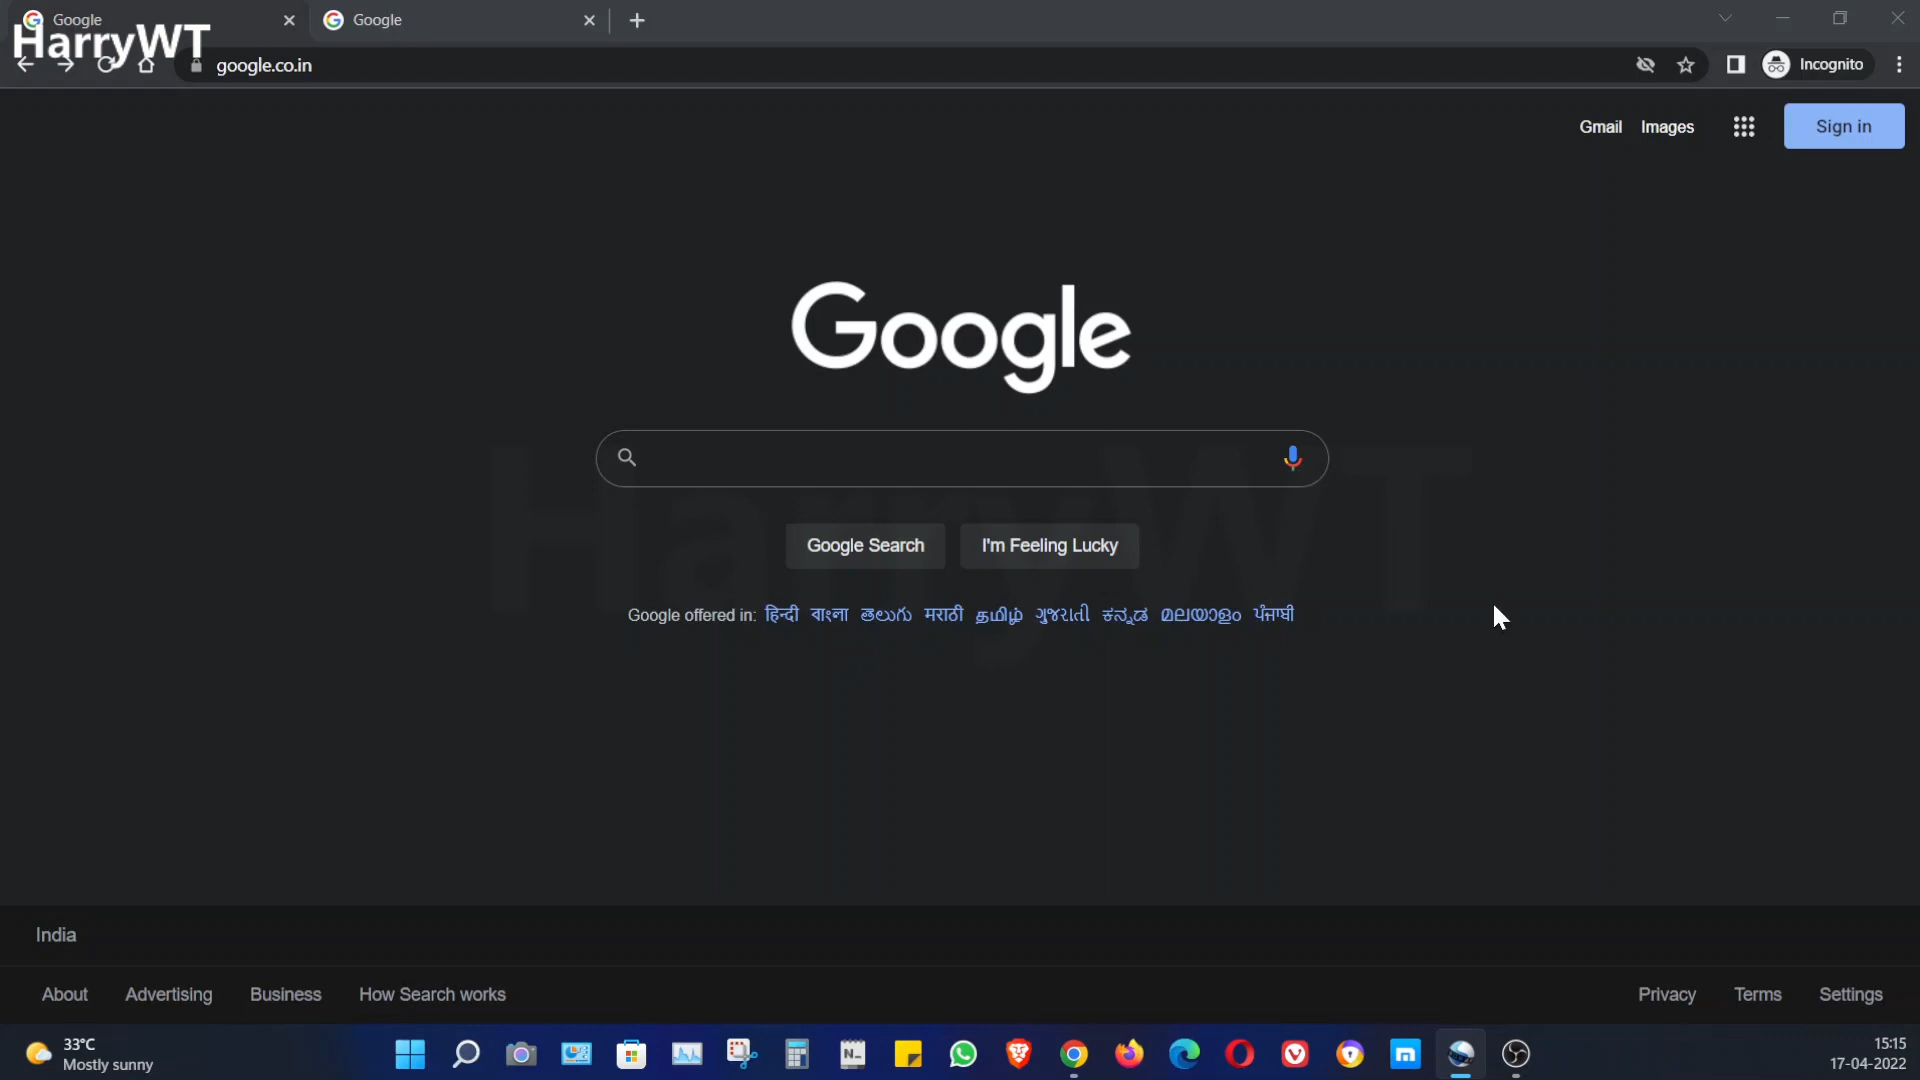 Google
Google
HarryWT
google.co.in
Incognito
Gmail Images
Sign in
Google
HarryWT
Google Search
I'm Feeling Lucky
Google offered in: हिन्दी বাংলা తెలుగు मराठी தமிழ் ગુજરાતી ಕನ್ನಡ മലയാളം ਪੰਜਾਬੀ
India
About Advertising Business How Search works
Privacy Terms Settings
33°C
Mostly sunny
N
m
15:15
17-04-2022